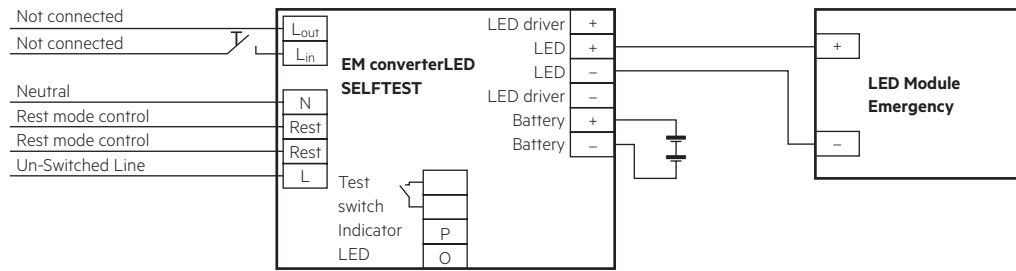 Not connected
Not connected
Neutral
Rest mode control
Rest mode control
Un-Switched Line
Lout
Lin
N
Rest
Rest
L
EM converterLED
SELFTEST
Test
switch
Indicator
LED
P
O
LED driver +
LED +
LED –
LED driver –
Battery +
Battery –
+
–
LED Module
Emergency